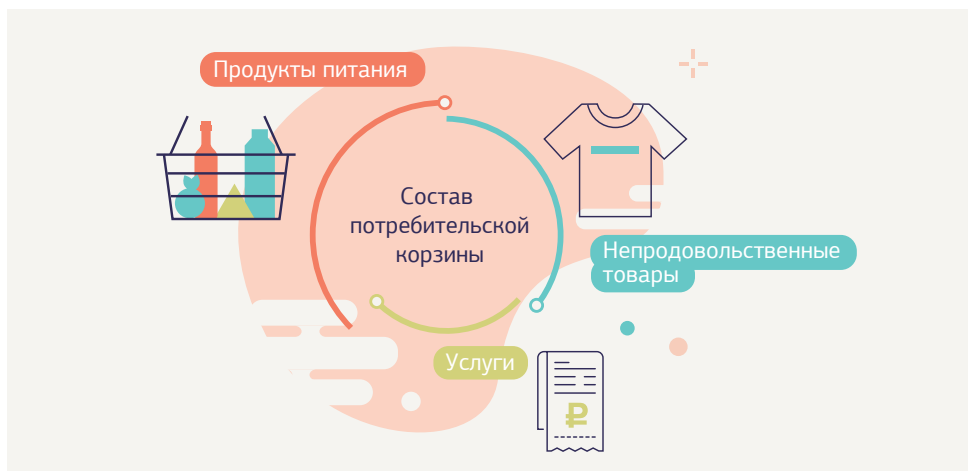 Продукты питания
Состав
потребительской
корзины
Непродовольственные
товары
Услуги
₽